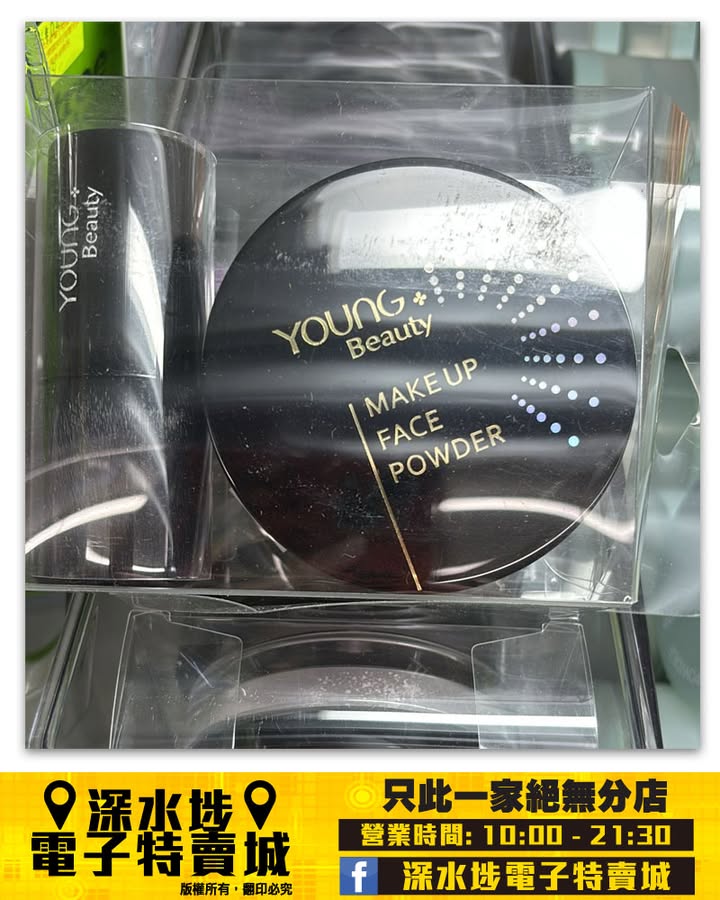 YOUNG
Beauty
YOUNG
Beauty
MAKE UP
FACE
POWDER
深水埗
電子特賣城
版權所有，翻印必究
只此一家絕無分店
營業時間: 10:00 - 21:30
f 深水埗電子特賣城